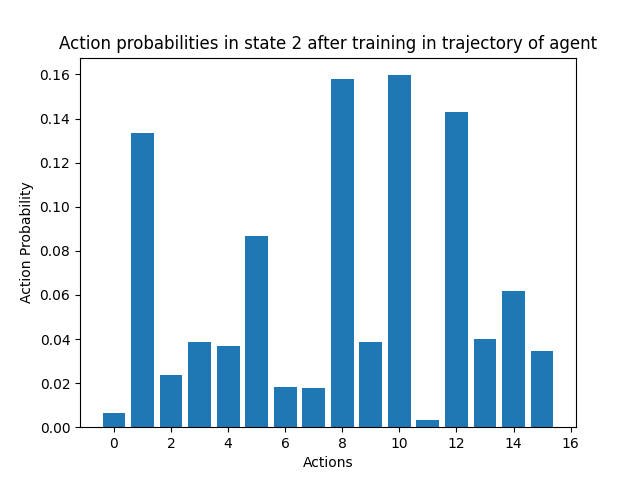 Action probabilities in state 2 after training in trajectory of agent
0.16
0.14
0.12
0.10
0.08
0.06
0.04
0.02
0.00
Action Probability
0 2 4 6 8 10 12 14 16
Actions